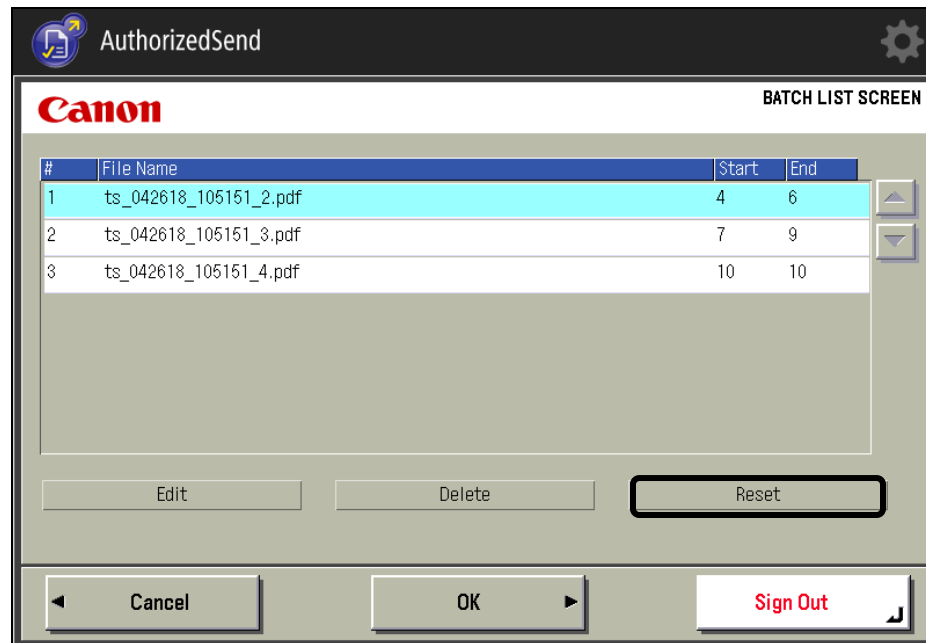 AuthorizedSend
Canon BATCH LIST SCREEN
# File Name Start End
1 ts_042618_105151_2.pdf 4 6
2 ts_042618_105151_3.pdf 7 9
3 ts_042618_105151_4.pdf 10 10
Edit Delete Reset
Cancel OK Sign Out